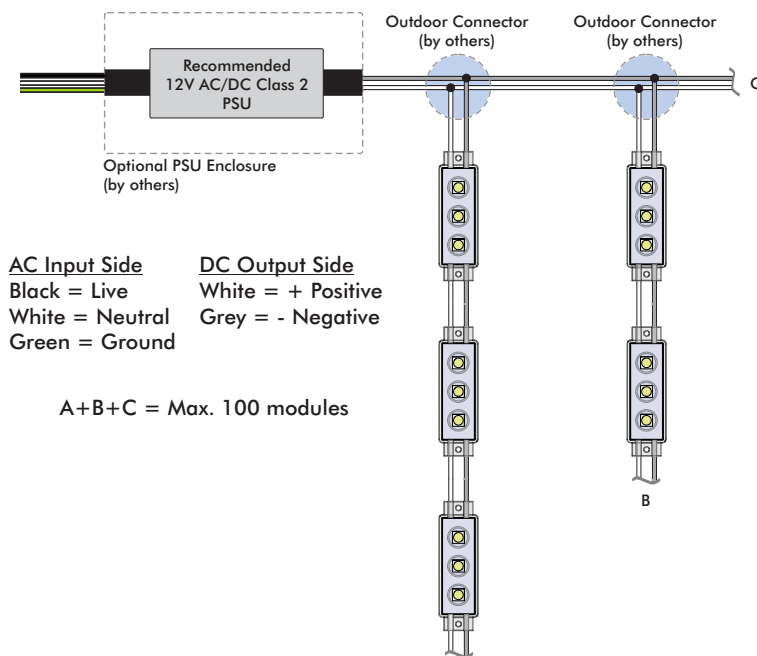 Outdoor Connector
(by others)
Outdoor Connector
(by others)
Recommended
12V AC/DC Class 2
PSU
Optional PSU Enclosure
(by others)
AC Input Side
Black = Live
White = Neutral
Green = Ground
DC Output Side
White = + Positive
Grey = - Negative
A+B+C = Max. 100 modules
B